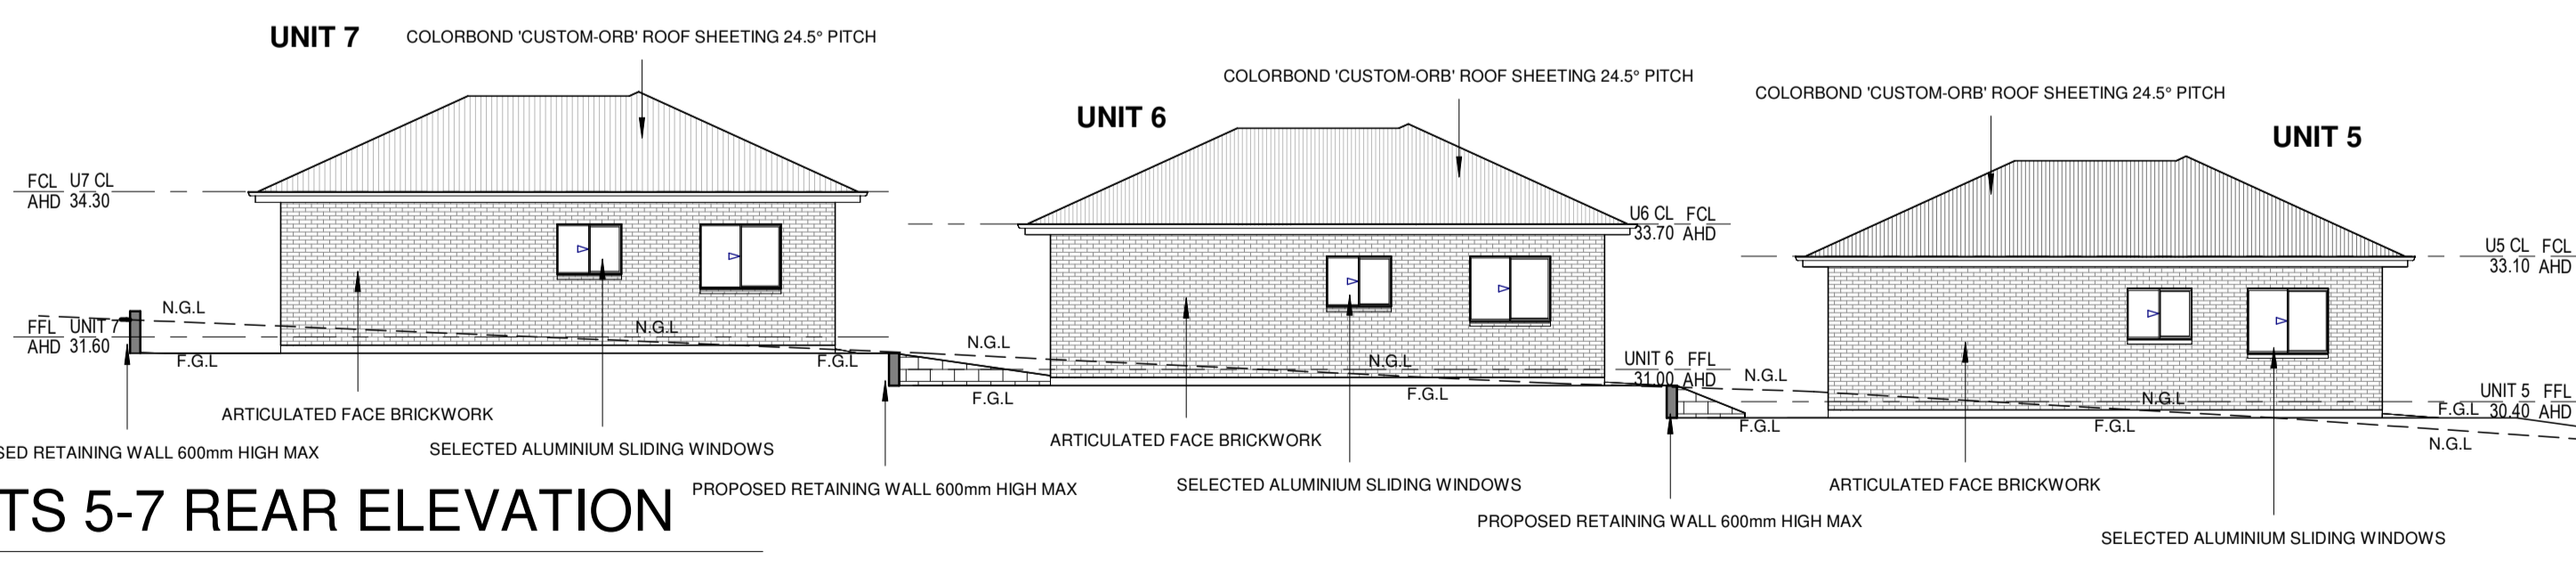 UNIT 7
COLORBOND 'CUSTOM-ORB' ROOF SHEETING 24.5° PITCH
FCL U7 CL
AHD 34.30
N.G.L
FFL UNIT 7
AHD 31.60
F.G.L
N.G.L
F.G.L
ARTICULATED FACE BRICKWORK
SELECTED ALUMINIUM SLIDING WINDOWS
SED RETAINING WALL 600mm HIGH MAX
TS 5-7 REAR ELEVATION
COLORBOND 'CUSTOM-ORB' ROOF SHEETING 24.5° PITCH
UNIT 6
U6 CL FCL
33.70 AHD
N.G.L
N.G.L
UNIT 6 FFL
31.00 AHD
F.G.L
F.G.L
ARTICULATED FACE BRICKWORK
SELECTED ALUMINIUM SLIDING WINDOWS
PROPOSED RETAINING WALL 600mm HIGH MAX
COLORBOND 'CUSTOM-ORB' ROOF SHEETING 24.5° PITCH
UNIT 5
U5 CL FCL
33.10 AHD
N.G.L
N.G.L
UNIT 5 FFL
30.40 AHD
F.G.L
F.G.L
F.G.L
N.G.L
ARTICULATED FACE BRICKWORK
PROPOSED RETAINING WALL 600mm HIGH MAX
SELECTED ALUMINIUM SLIDING WINDOWS